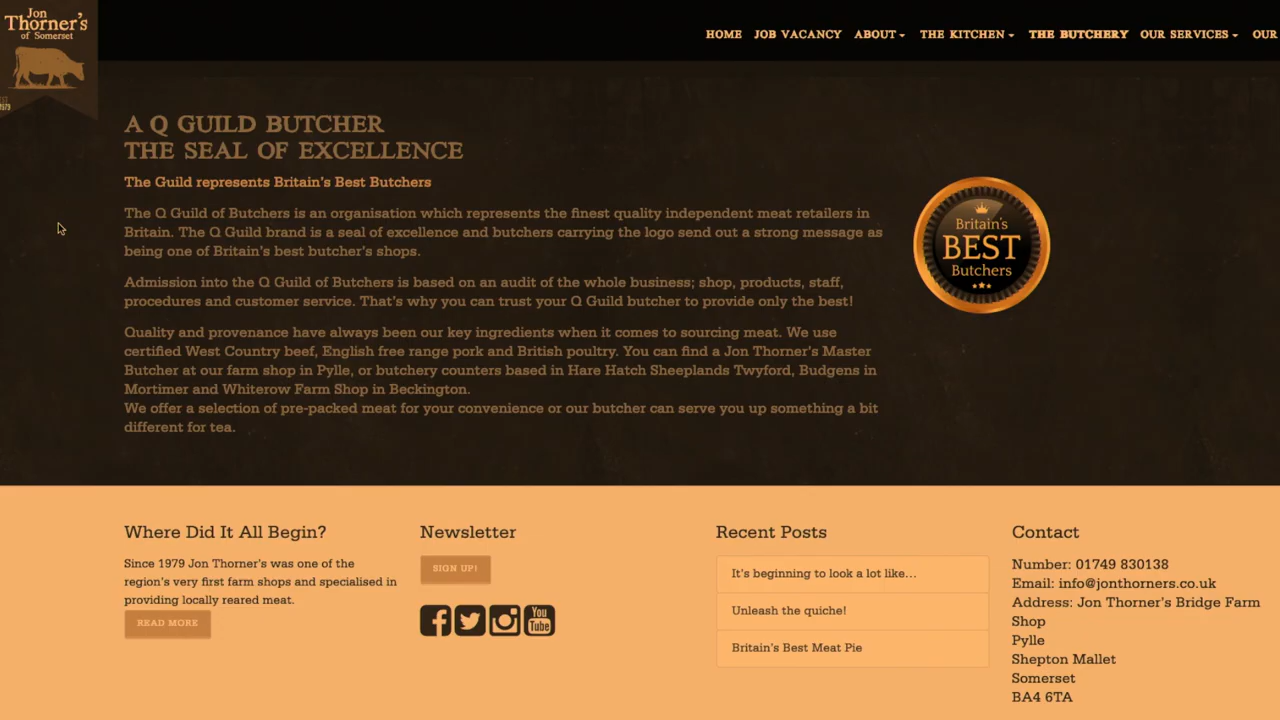 Jon
Thorner's
of Somerset
1979
HOME JOB VACANCY ABOUT THE KITCHEN THE BUTCHERY OUR SERVICES OUR
A Q GUILD BUTCHER
THE SEAL OF EXCELLENCE
The Guild represents Britain's Best Butchers
The Q Guild of Butchers is an organisation which represents the finest quality independent meat retailers in
Britain. The Q Guild brand is a seal of excellence and butchers carrying the logo send out a strong message as
being one of Britain's best butcher's shops.
Admission into the Q Guild of Butchers is based on an audit of the whole business; shop, products, staff,
procedures and customer service. That's why you can trust your Q Guild butcher to provide only the best!
Quality and provenance have always been our key ingredients when it comes to sourcing meat. We use
certified West Country beef, English free range pork and British poultry. You can find a Jon Thorner's Master
Butcher at our farm shop in Pylle, or butchery counters based in Hare Hatch Sheeplands Twyford, Budgens in
Mortimer and Whiterow Farm Shop in Beckington.
We offer a selection of pre-packed meat for your convenience or our butcher can serve you up something a bit
different for tea.
Britain's
BEST
Butchers
Where Did It All Begin?
Since 1979 Jon Thorner's was one of the
region's very first farm shops and specialised in
providing locally reared meat.
READ MORE
Newsletter
SIGN UP!
You
Tube
Recent Posts
It's beginning to look a lot like...
Unleash the quiche!
Britain's Best Meat Pie
Contact
Number: 01749 830138
Email: info@jonthorners.co.uk
Address: Jon Thorner's Bridge Farm
Shop
Pylle
Shepton Mallet
Somerset
BA4 6TA